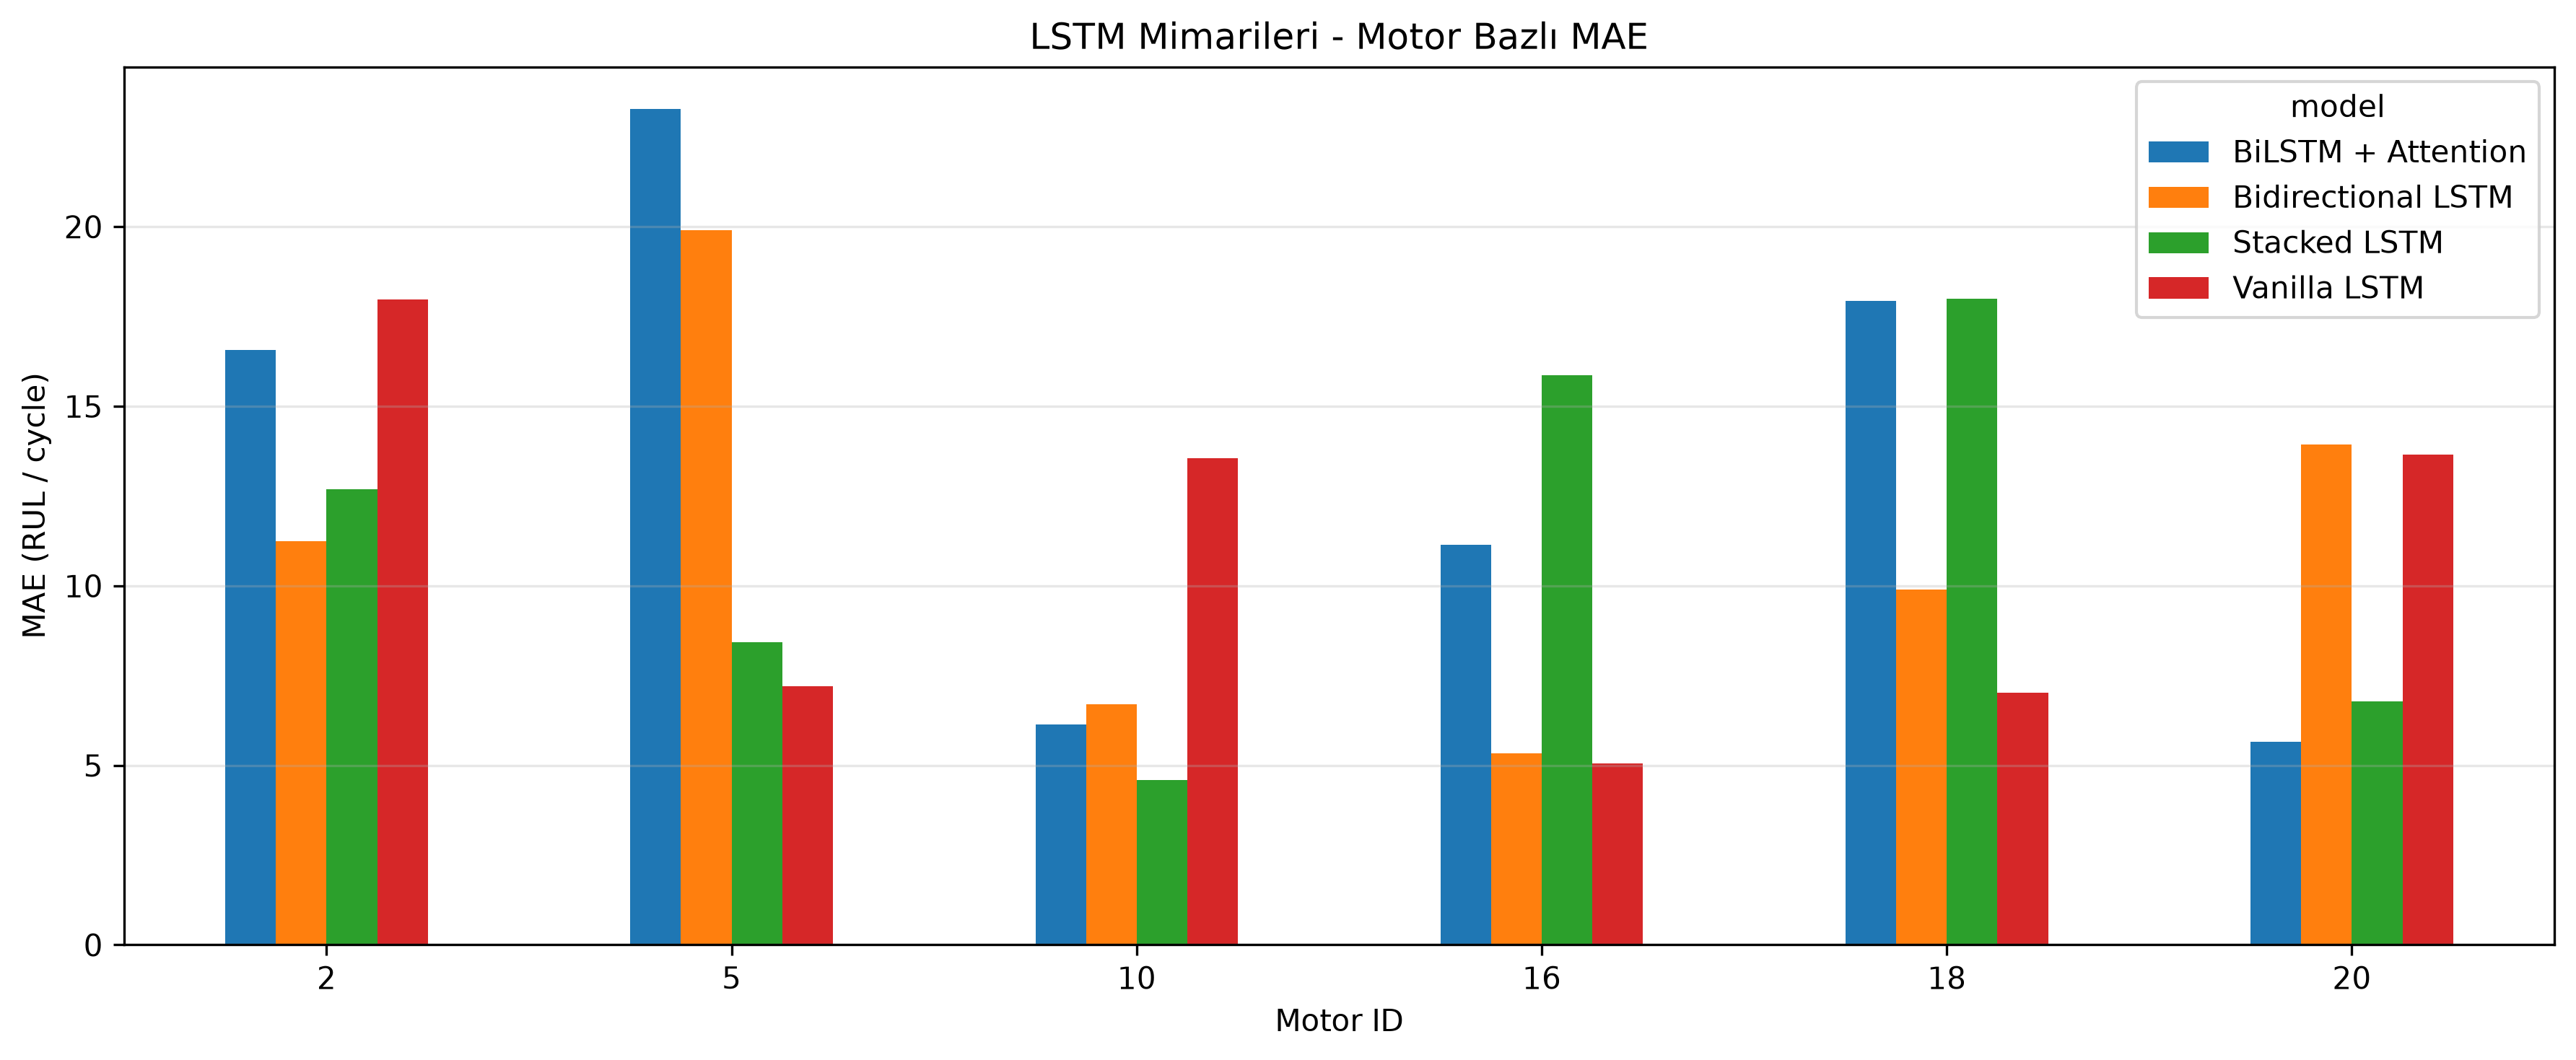 LSTM Mimarileri - Motor Bazlı MAE
model
BiLSTM + Attention
Bidirectional LSTM
Stacked LSTM
Vanilla LSTM
MAE (RUL / cycle)
20
15
10
5
0
2 5 10 16 18 20
Motor ID